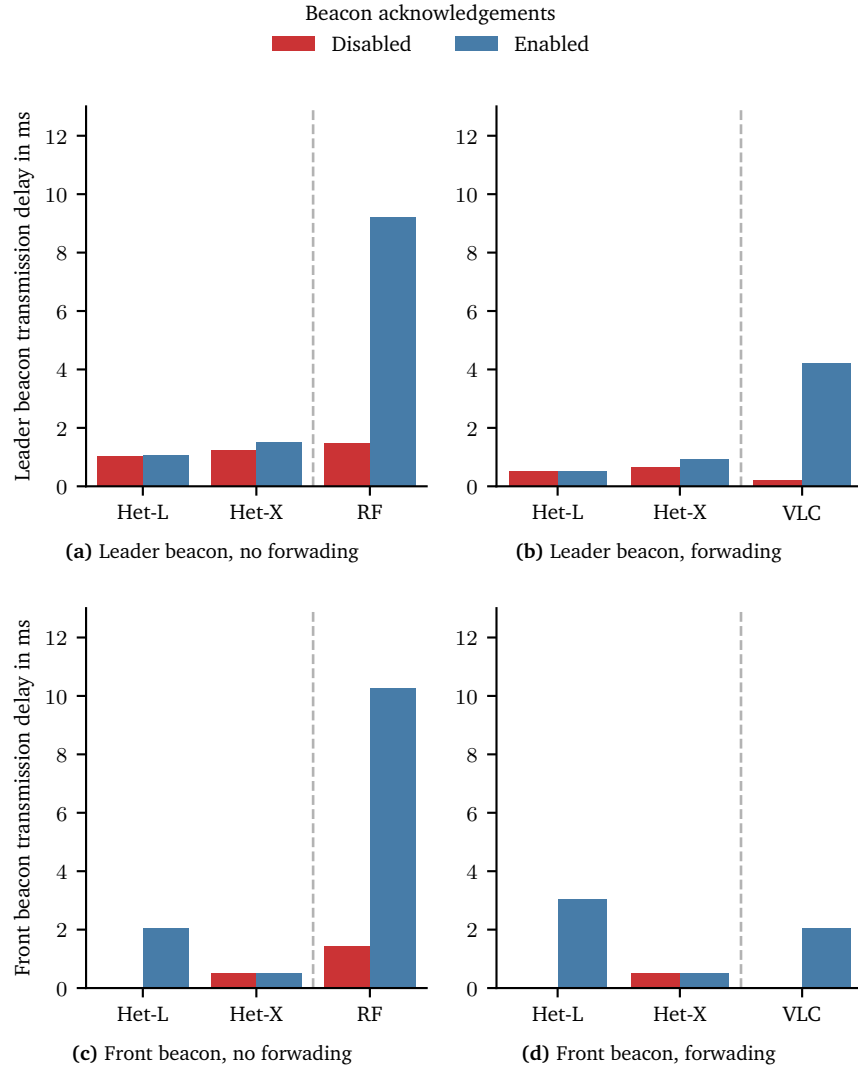 Beacon acknowledgements
Disabled Enabled
Leader beacon transmission delay in ms
12
10
8
6
4
2
0
Het-L Het-X RF
(a) Leader beacon, no forwading
12
10
8
6
4
2
0
Het-L Het-X VLC
(b) Leader beacon, forwading
Front beacon transmission delay in ms
12
10
8
6
4
2
0
Het-L Het-X RF
(c) Front beacon, no forwading
12
10
8
6
4
2
0
Het-L Het-X VLC
(d) Front beacon, forwading